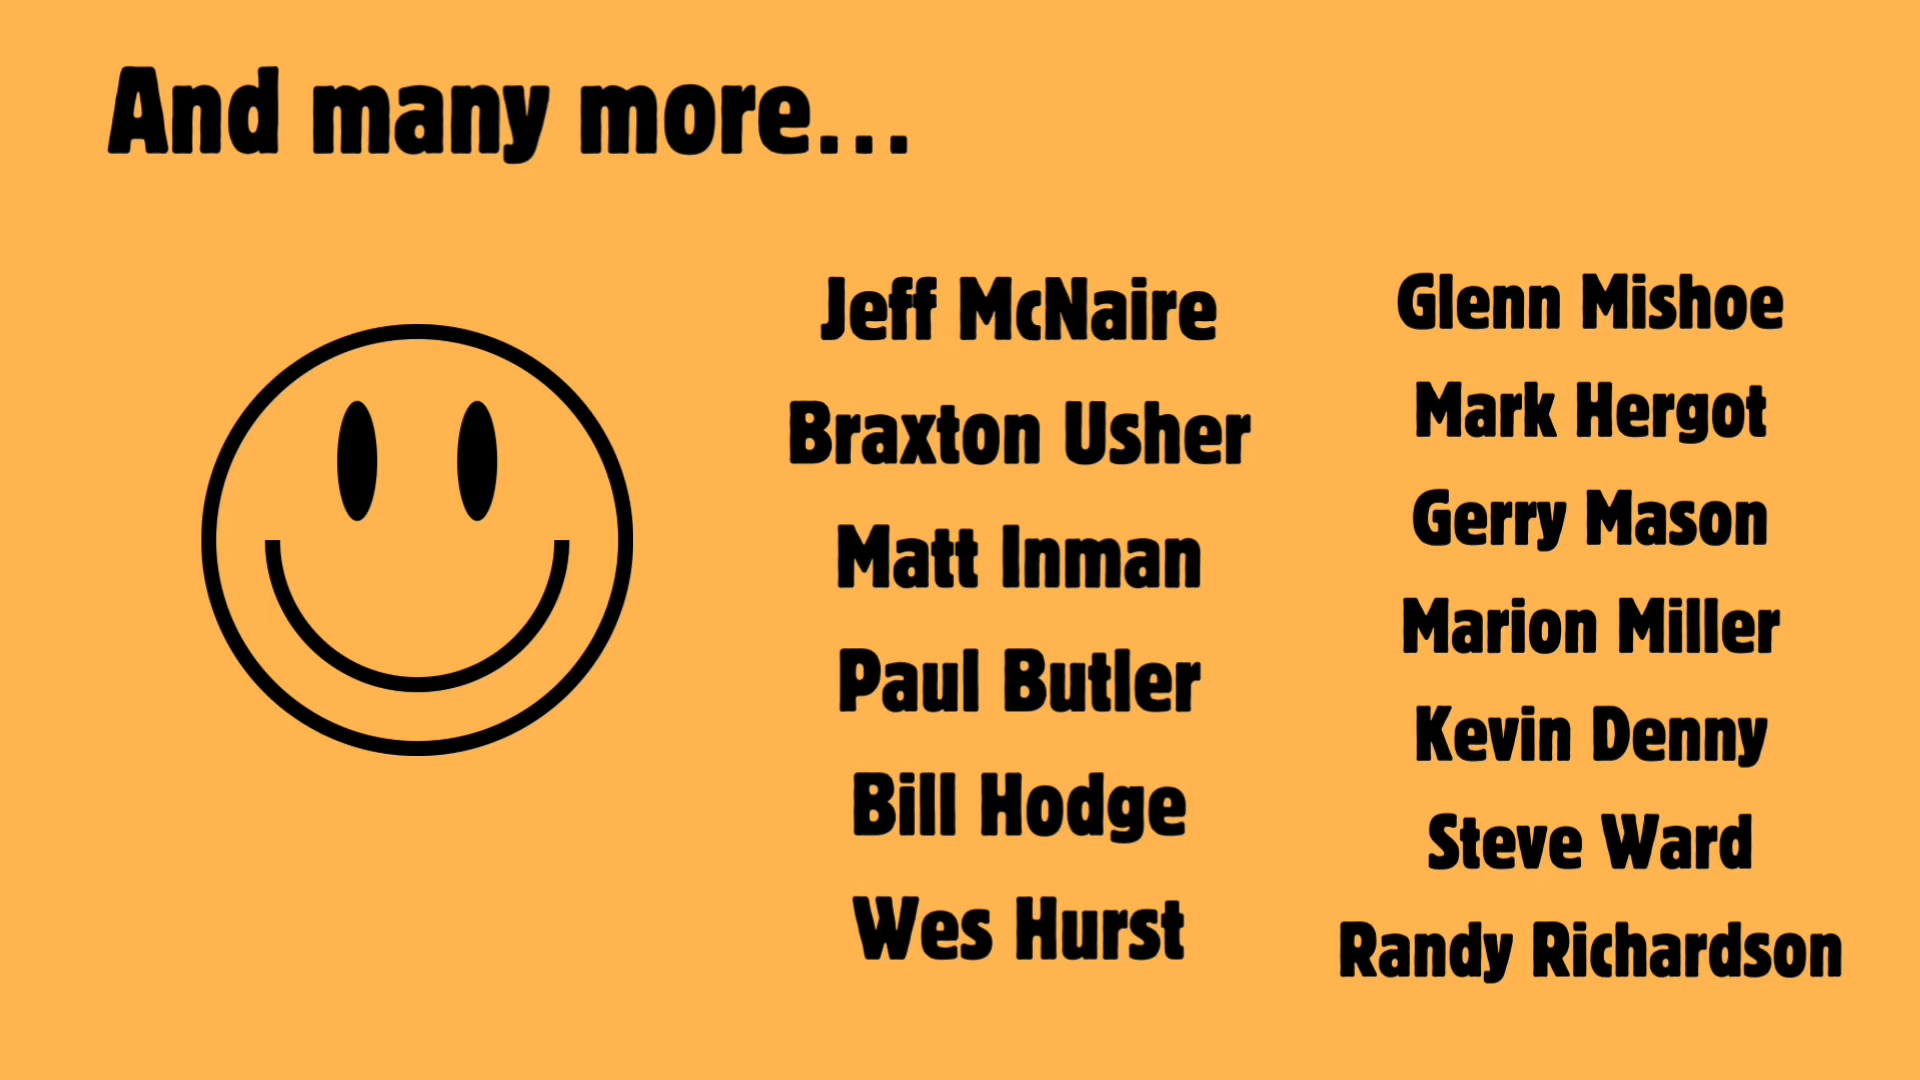 And many more...
Jeff McNaire
Braxton Usher
Matt Inman
Paul Butler
Bill Hodge
Wes Hurst
Glenn Mishoe
Mark Hergot
Gerry Mason
Marion Miller
Kevin Denny
Steve Ward
Randy Richardson